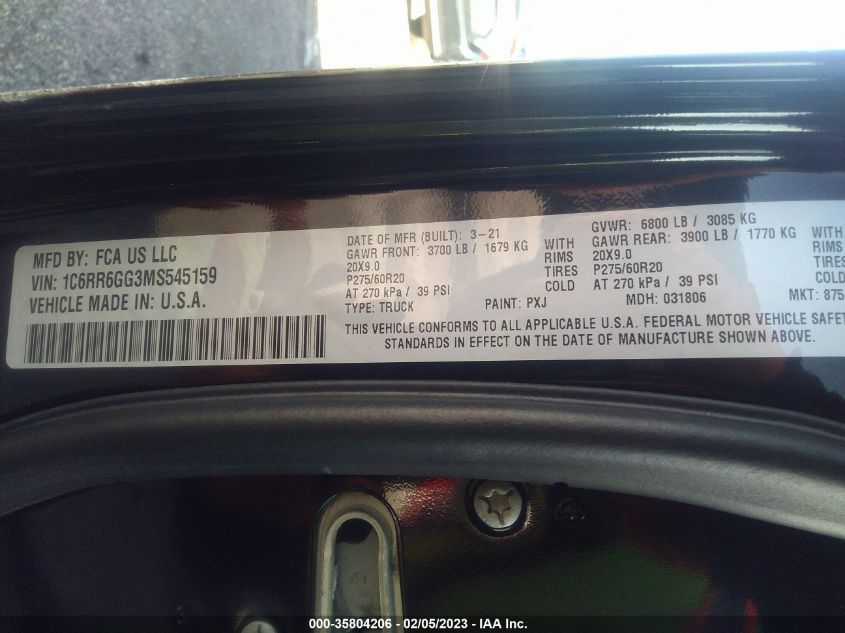 MFD BY: FCA US LLC
VIN: 1C6RR6GG3MS545159
VEHICLE MADE IN: U.S.A.
DATE OF MFR (BUILT): 3-21
GAWR FRONT: 3700 LB / 1679 KG WITH
20X9.0 RIMS
P275/60R20 TIRES
AT 270 kPa / 39 PSI COLD
TYPE: TRUCK PAINT: PXJ
GVWR: 6800 LB / 3085 KG
GAWR REAR: 3900 LB / 1770 KG WITH
20X9.0 RIMS
P275/60R20 TIRES
AT 270 kPa / 39 PSI COLD
MDH: 031806 MKT: 875
THIS VEHICLE CONFORMS TO ALL APPLICABLE U.S.A. FEDERAL MOTOR VEHICLE SAFET
STANDARDS IN EFFECT ON THE DATE OF MANUFACTURE SHOWN ABOVE.
000-35804206 - 02/05/2023 - IAA Inc.